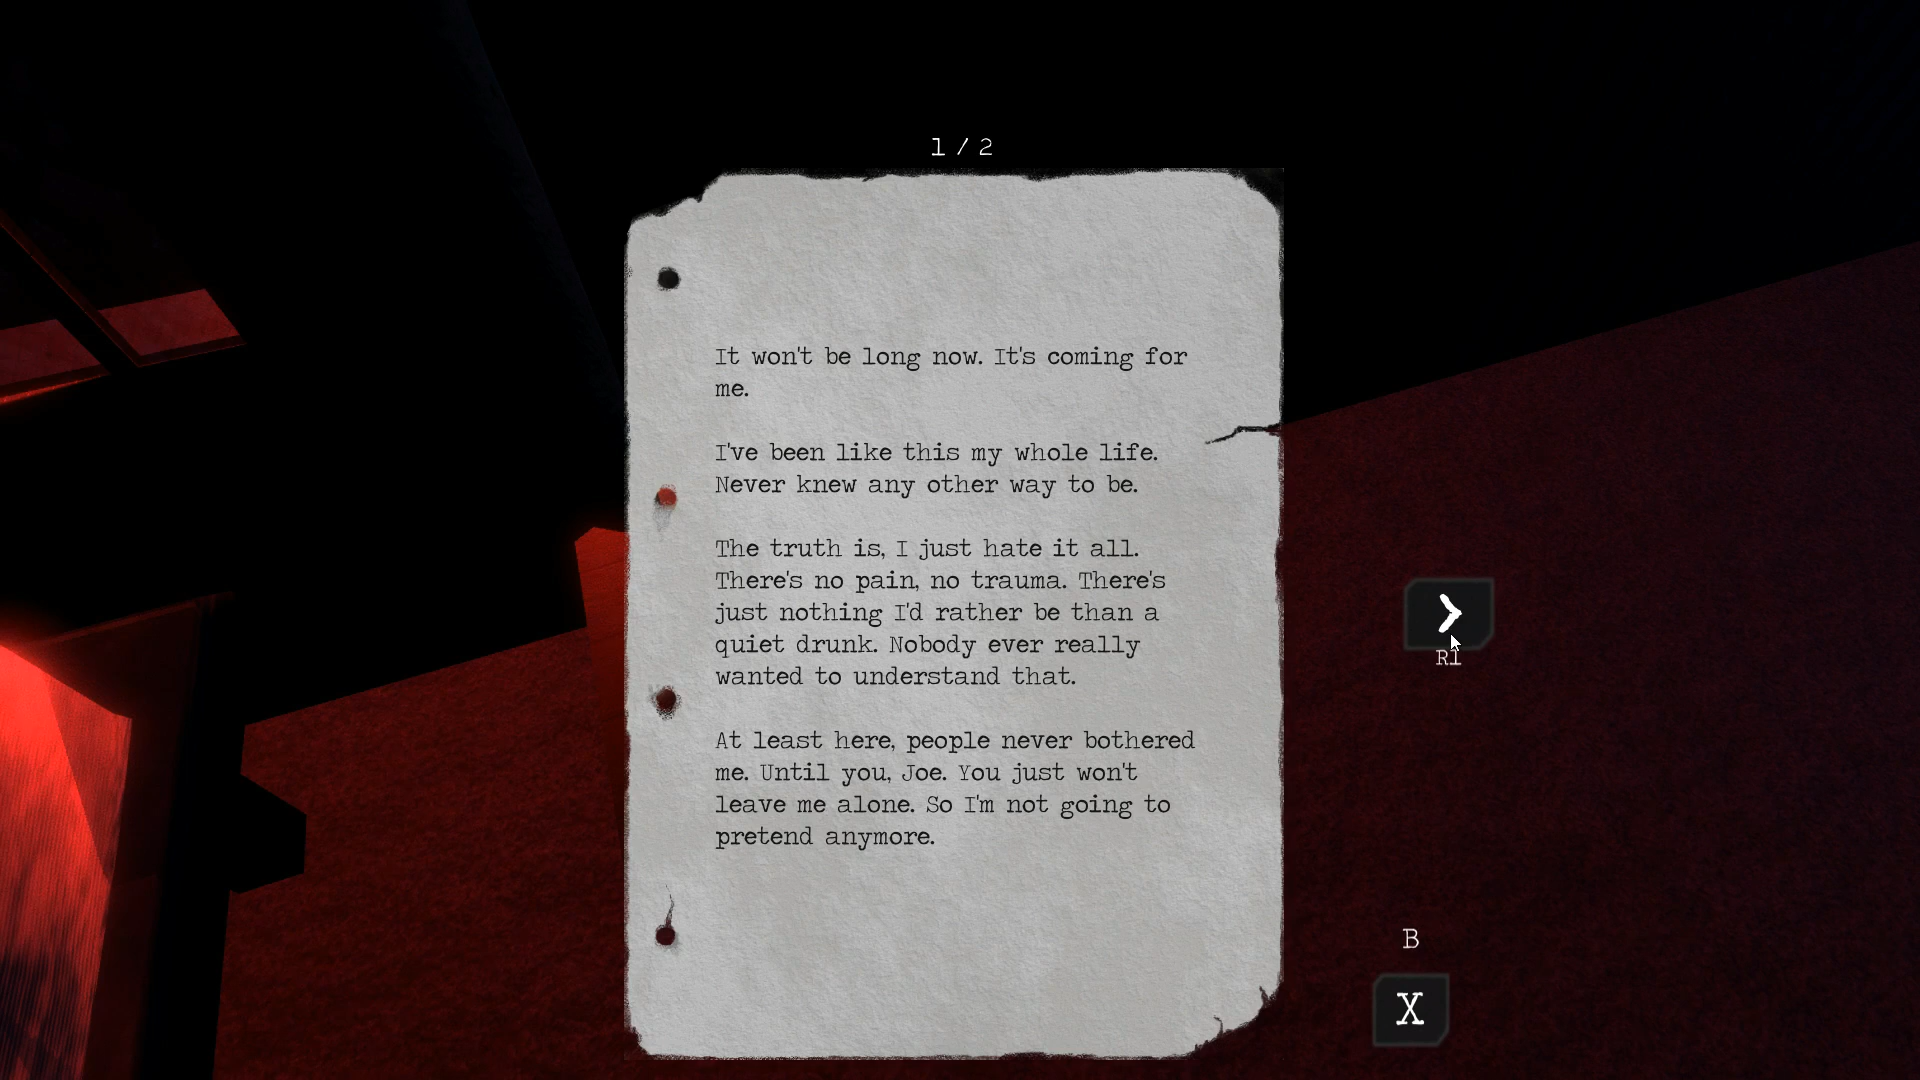 1 / 2
It won't be long now. It's coming for
me.
I've been like this my whole life.
Never knew any other way to be.
The truth is, I just hate it all.
There's no pain, no trauma. There's
just nothing I'd rather be than a
quiet drunk. Nobody ever really
wanted to understand that.
At least here, people never bothered
me. Until you, Joe. You just won't
leave me alone. So I'm not going to
pretend anymore.
R1
B
X